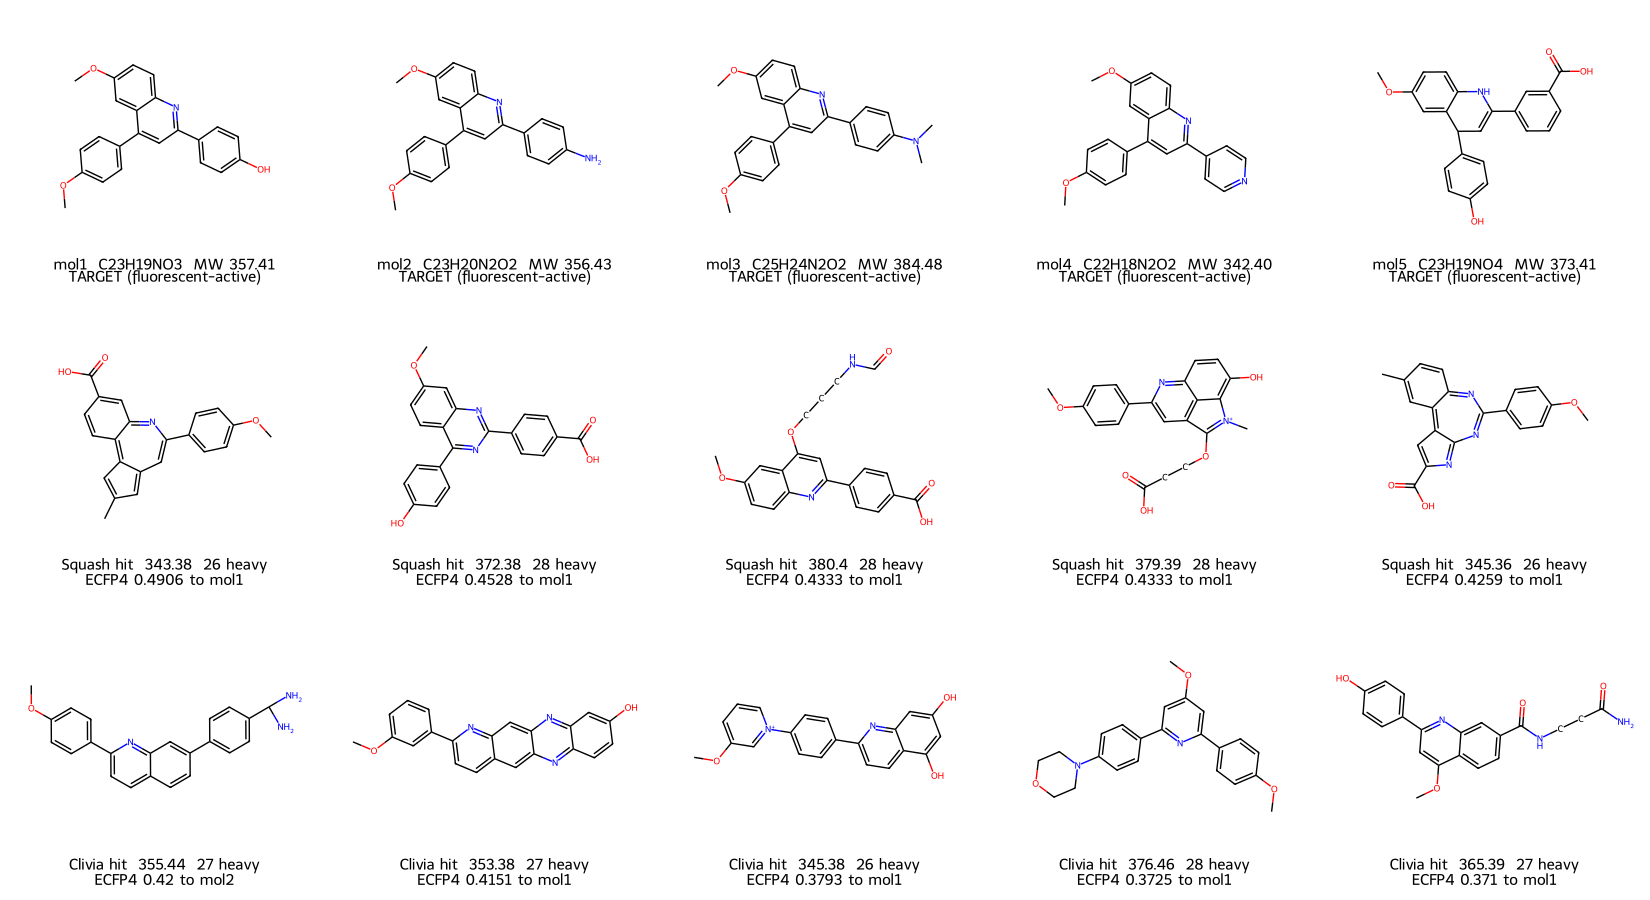 mol1 C23H19NO3 MW 357.41
TARGET (fluorescent-active)
mol2 C23H20N2O2 MW 356.43
TARGET (fluorescent-active)
mol3 C25H24N2O2 MW 384.48
TARGET (fluorescent-active)
mol4 C22H18N2O2 MW 342.40
TARGET (fluorescent-active)
mol5 C23H19NO4 MW 373.41
TARGET (fluorescent-active)
Squash hit 343.38 26 heavy
ECFP4 0.4906 to mol1
Squash hit 372.38 28 heavy
ECFP4 0.4528 to mol1
Squash hit 380.4 28 heavy
ECFP4 0.4333 to mol1
Squash hit 379.39 28 heavy
ECFP4 0.4333 to mol1
Squash hit 345.36 26 heavy
ECFP4 0.4259 to mol1
Clivia hit 355.44 27 heavy
ECFP4 0.42 to mol2
Clivia hit 353.38 27 heavy
ECFP4 0.4151 to mol1
Clivia hit 345.38 26 heavy
ECFP4 0.3793 to mol1
Clivia hit 376.46 28 heavy
ECFP4 0.3725 to mol1
Clivia hit 365.39 27 heavy
ECFP4 0.371 to mol1